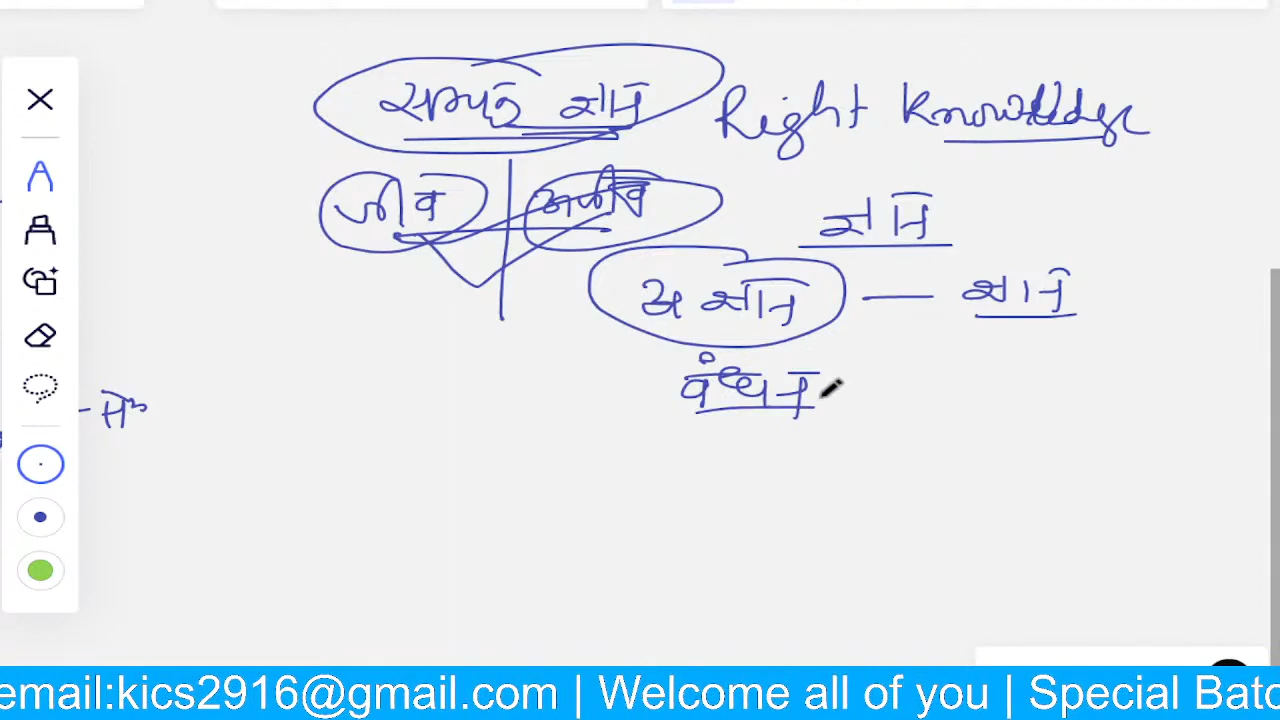 सम्यक् ज्ञान Right Knowledge
जीव अजीव
ज्ञान
अज्ञान — ज्ञान
बंधन
email:kics2916@gmail.com | Welcome all of you | Special Batc